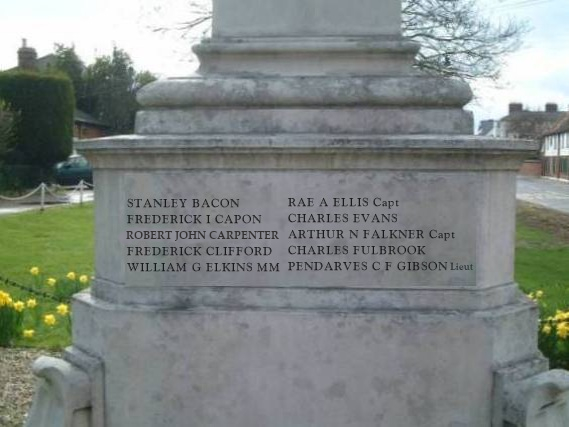 STANLEY BACON
FREDERICK I CAPON
ROBERT JOHN CARPENTER
FREDERICK CLIFFORD
WILLIAM G ELKINS MM
RAE A ELLIS Capt
CHARLES EVANS
ARTHUR N FALKNER Capt
CHARLES FULBROOK
PENDARVES C F GIBSON Lieut